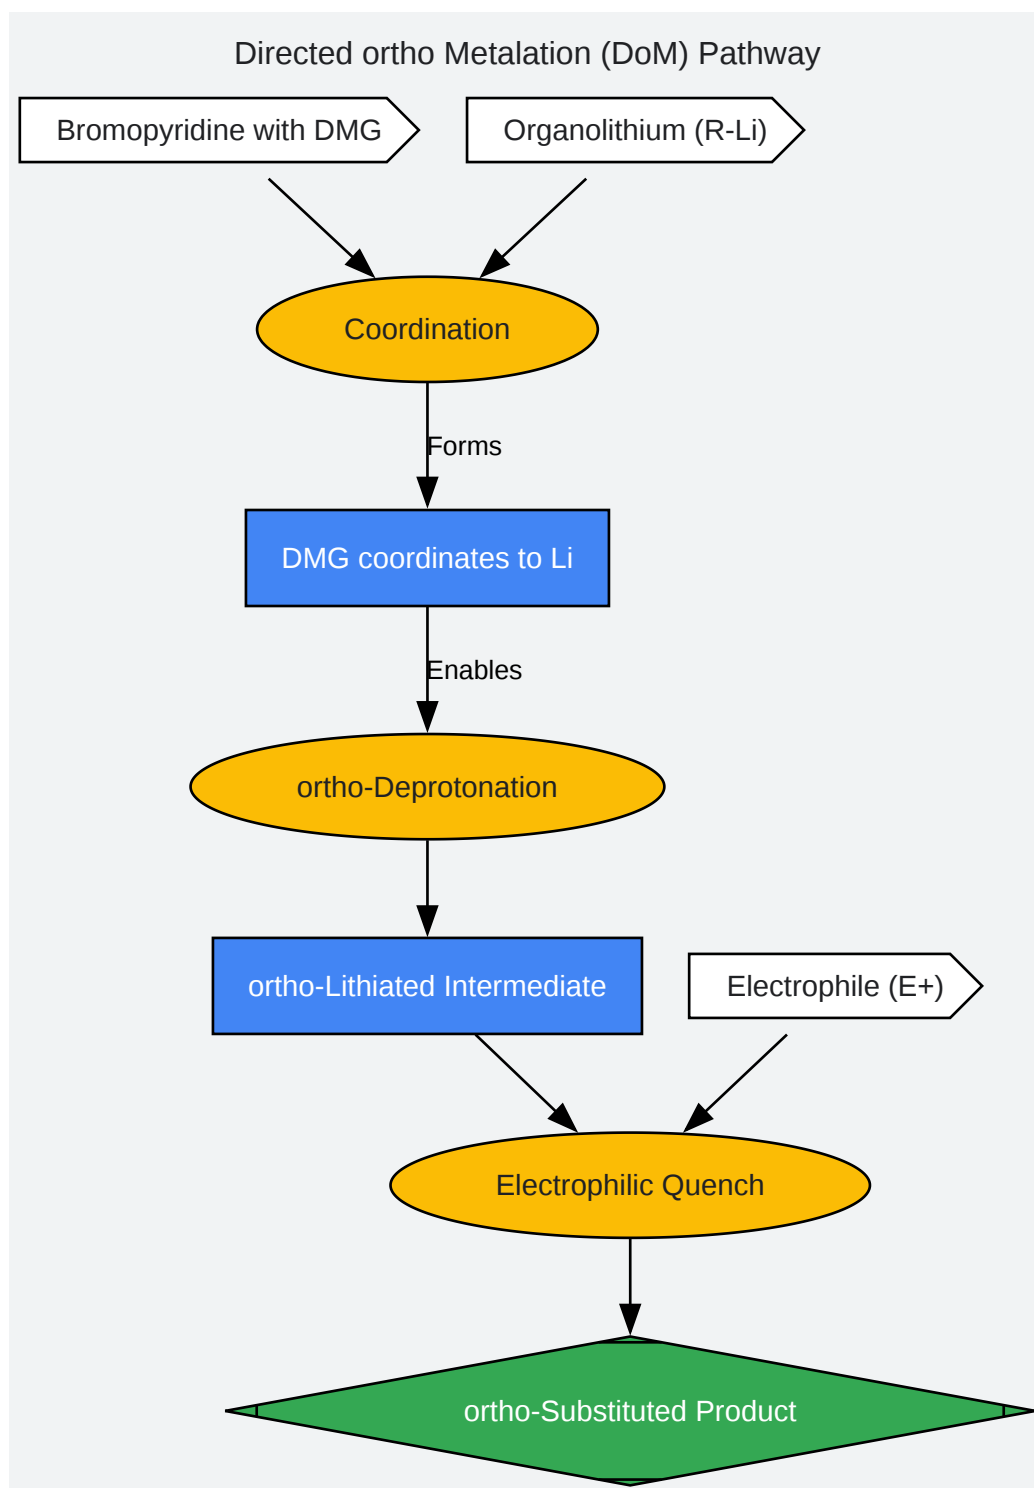 Directed ortho Metalation (DoM) Pathway
Bromopyridine with DMG
Organolithium (R-Li)
Coordination
Forms
DMG coordinates to Li
Enables
ortho-Deprotonation
ortho-Lithiated Intermediate
Electrophile (E+)
Electrophilic Quench
ortho-Substituted Product